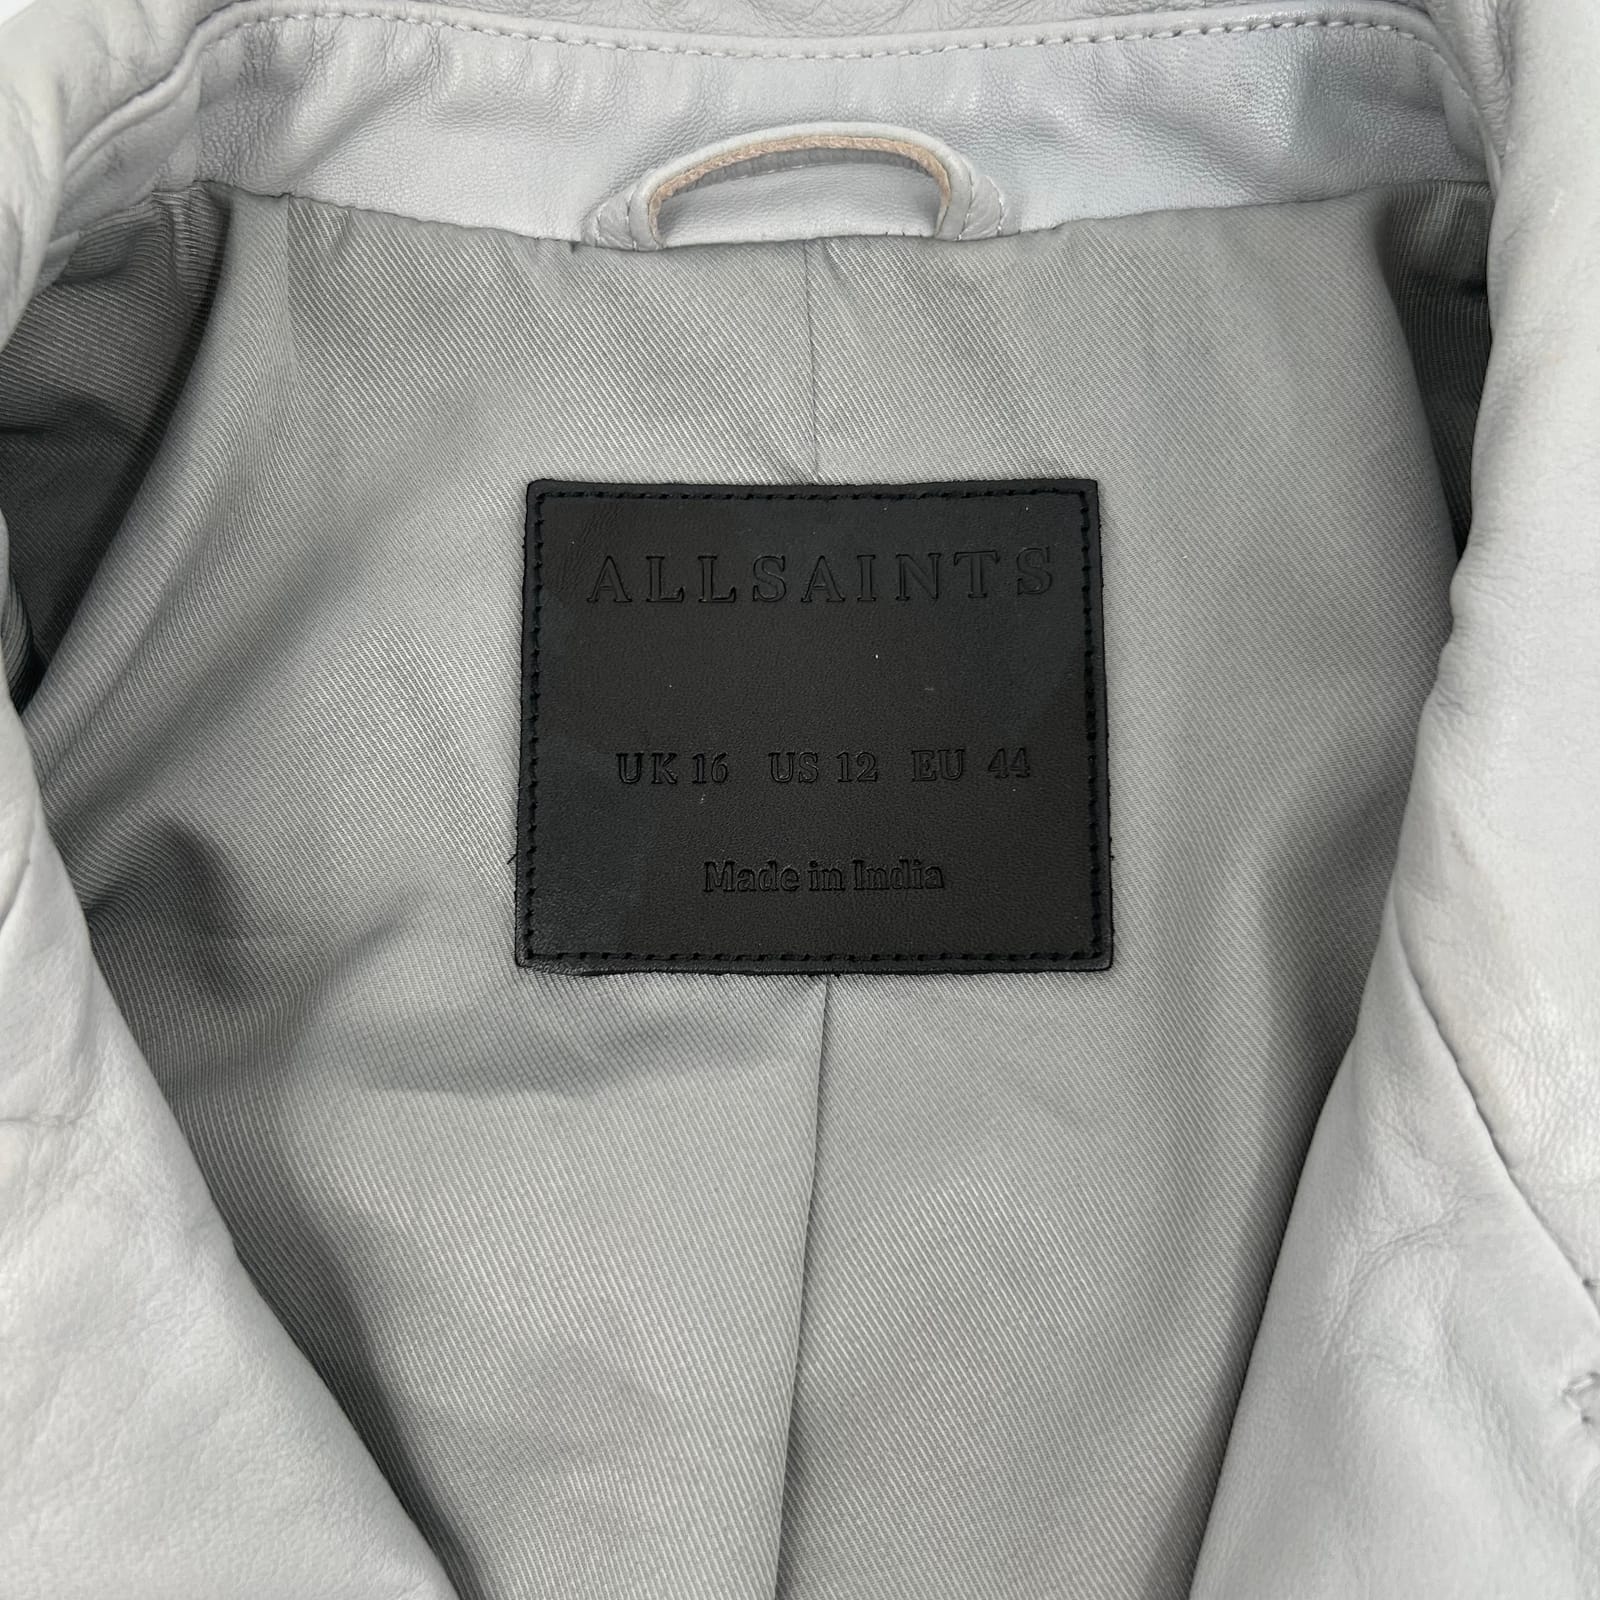 ALLSAINTS
UK 16 US 12 EU 44
Made in India